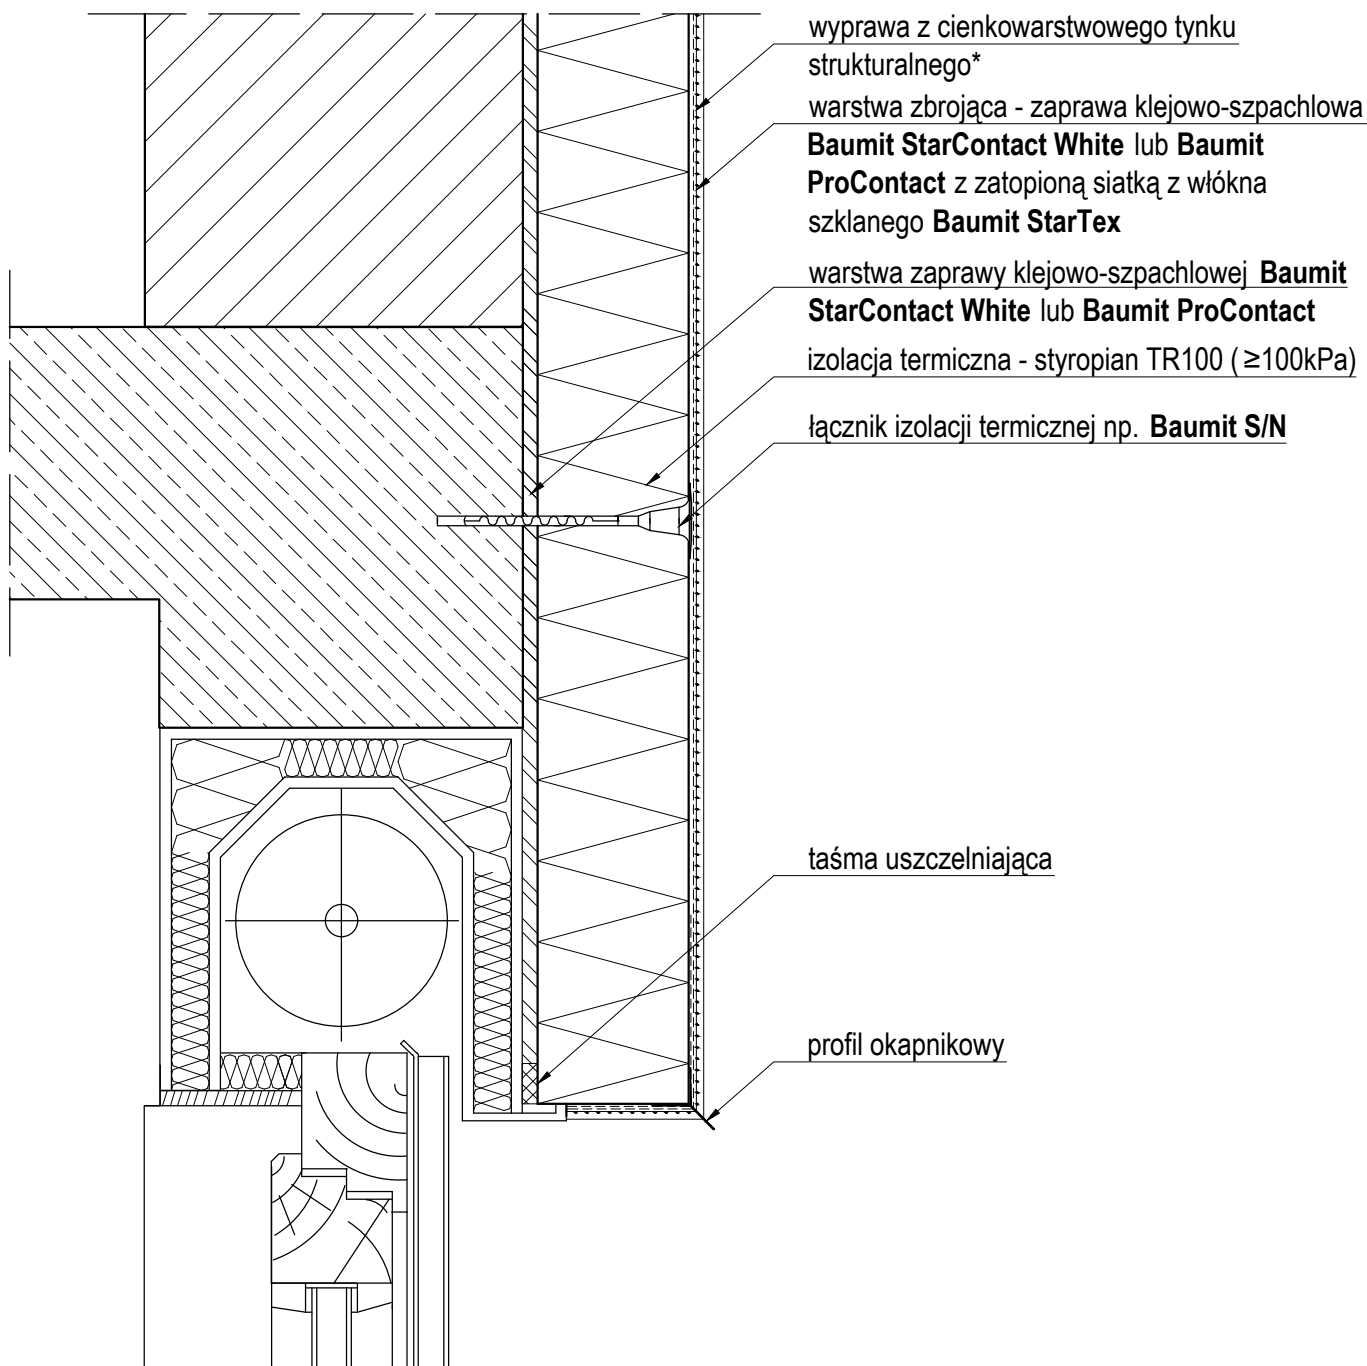 wyprawa z cienkowarstwowego tynku
strukturalnego*
warstwa zbrojąca - zaprawa klejowo-szpachlowa
Baumit StarContact White lub Baumit
ProContact z zatopioną siatką z włókna
szklanego Baumit StarTex
warstwa zaprawy klejowo-szpachlowej Baumit
StarContact White lub Baumit ProContact
izolacja termiczna - styropian TR100 ( ≥100kPa)
łącznik izolacji termicznej np. Baumit S/N
taśma uszczelniająca
profil okapnikowy